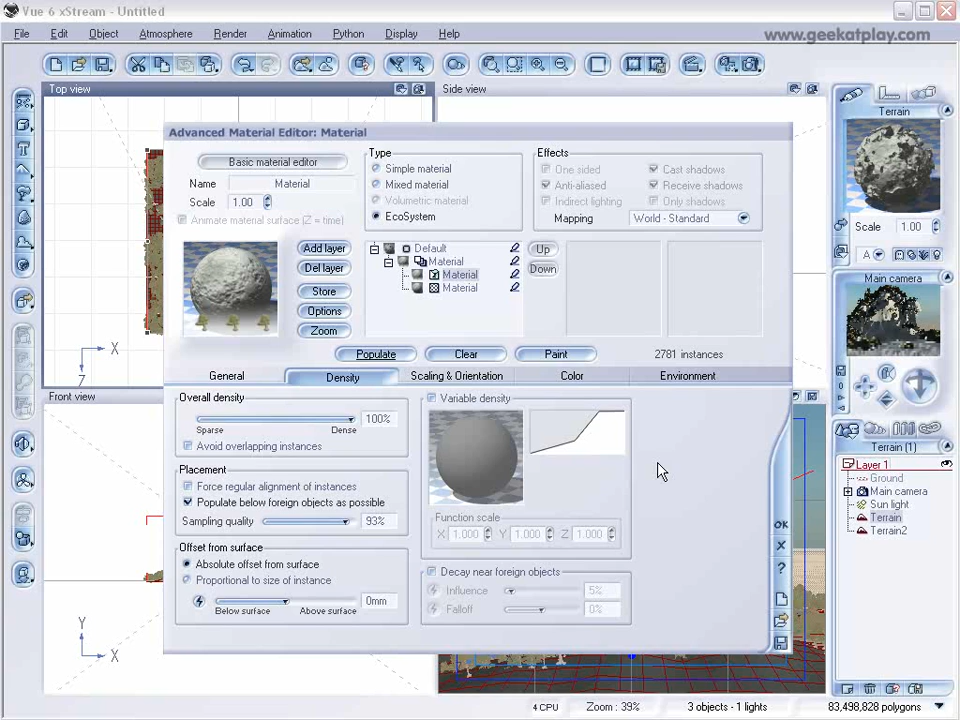 Vue 6 xStream - Untitled
File Edit Object Atmosphere Render Animation Python Display Help
www.geekatplay.com
Top view
Side view
Terrain
Scale 1.00
A
Main camera
Advanced Material Editor: Material
Basic material editor
Name Material
Scale 1.00
Animate material surface (Z = time)
Type
Simple material
Mixed material
Volumetric material
EcoSystem
Effects
One sided
Cast shadows
Anti-aliased
Receive shadows
Indirect lighting
Only shadows
Mapping World - Standard
Add layer
Del layer
Store
Options
Zoom
Default
Material
Material
Material
Up
Down
Populate Clear Paint 2781 instances
General Density Scaling & Orientation Color Environment
Overall density
100%
Sparse Dense
Avoid overlapping instances
Placement
Force regular alignment of instances
Populate below foreign objects as possible
Sampling quality 93%
Offset from surface
Absolute offset from surface
Proportional to size of instance
0mm
Below surface Above surface
Variable density
Function scale
X 1.000 Y 1.000 Z 1.000
Decay near foreign objects
Influence 5%
Falloff 0%
OK
X
?
X
Z
Front view
Y
X
Terrain (1)
Layer 1
Ground
Main camera
Sun light
Terrain
Terrain2
4 CPU Zoom : 39% 3 objects - 1 lights 83,498,828 polygons